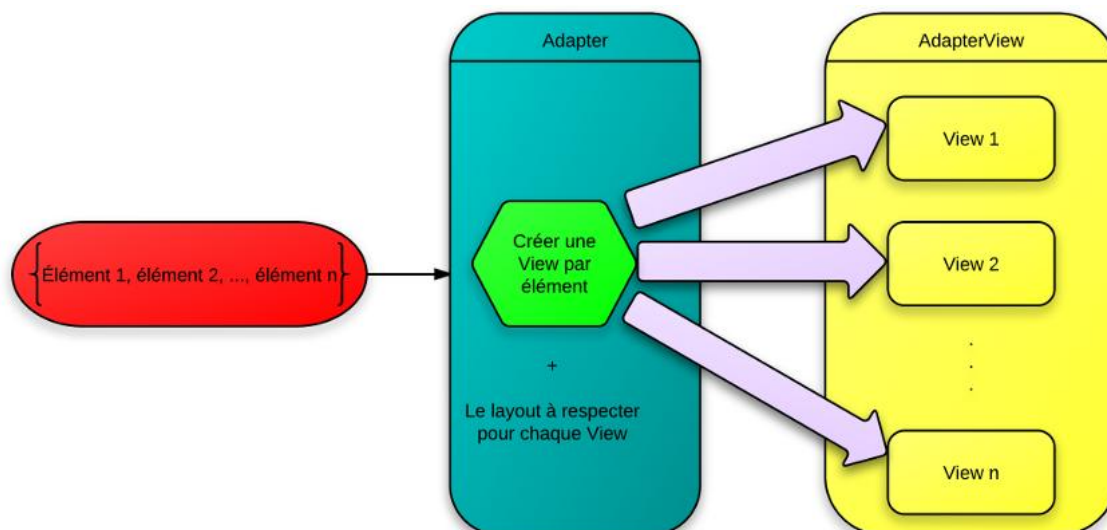 Adapter
AdapterView
{Élément 1, élément 2, ..., élément n}
Créer une
View par
élément
+
Le layout à respecter
pour chaque View
View 1
View 2
.
.
.
View n